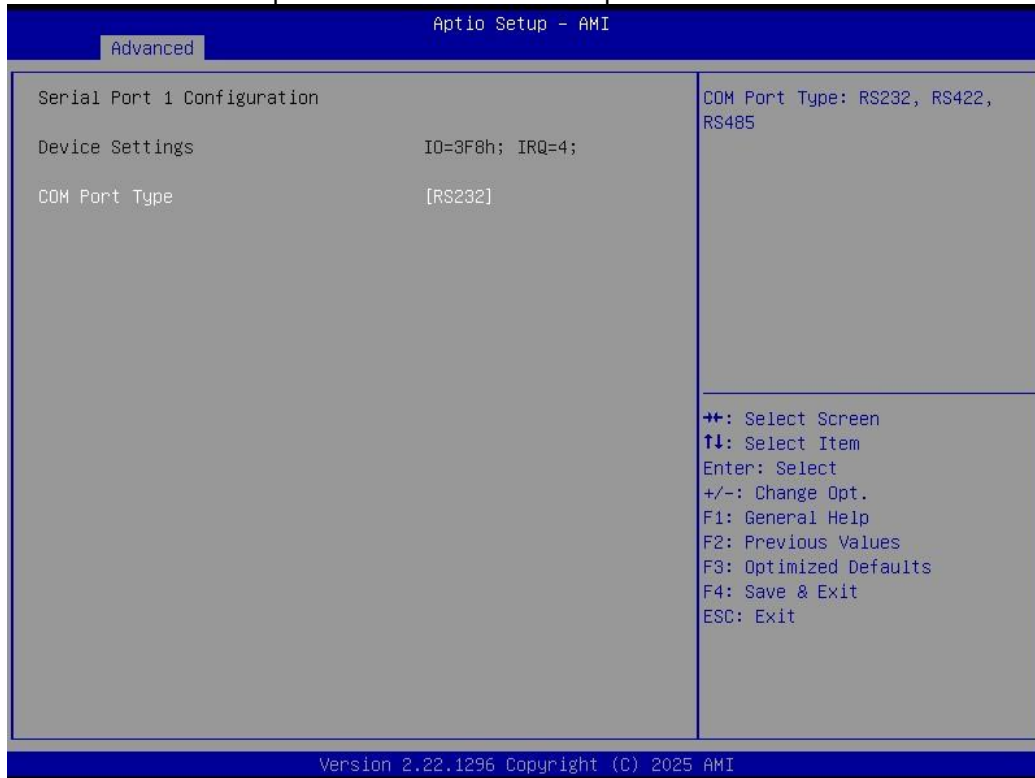 Aptio Setup - AMI
Advanced
Serial Port 1 Configuration
Device Settings IO=3F8h; IRQ=4;
COM Port Type [RS232]
COM Port Type: RS232, RS422,
RS485
→←: Select Screen
↑↓: Select Item
Enter: Select
+/-: Change Opt.
F1: General Help
F2: Previous Values
F3: Optimized Defaults
F4: Save & Exit
ESC: Exit
Version 2.22.1296 Copyright (C) 2025 AMI